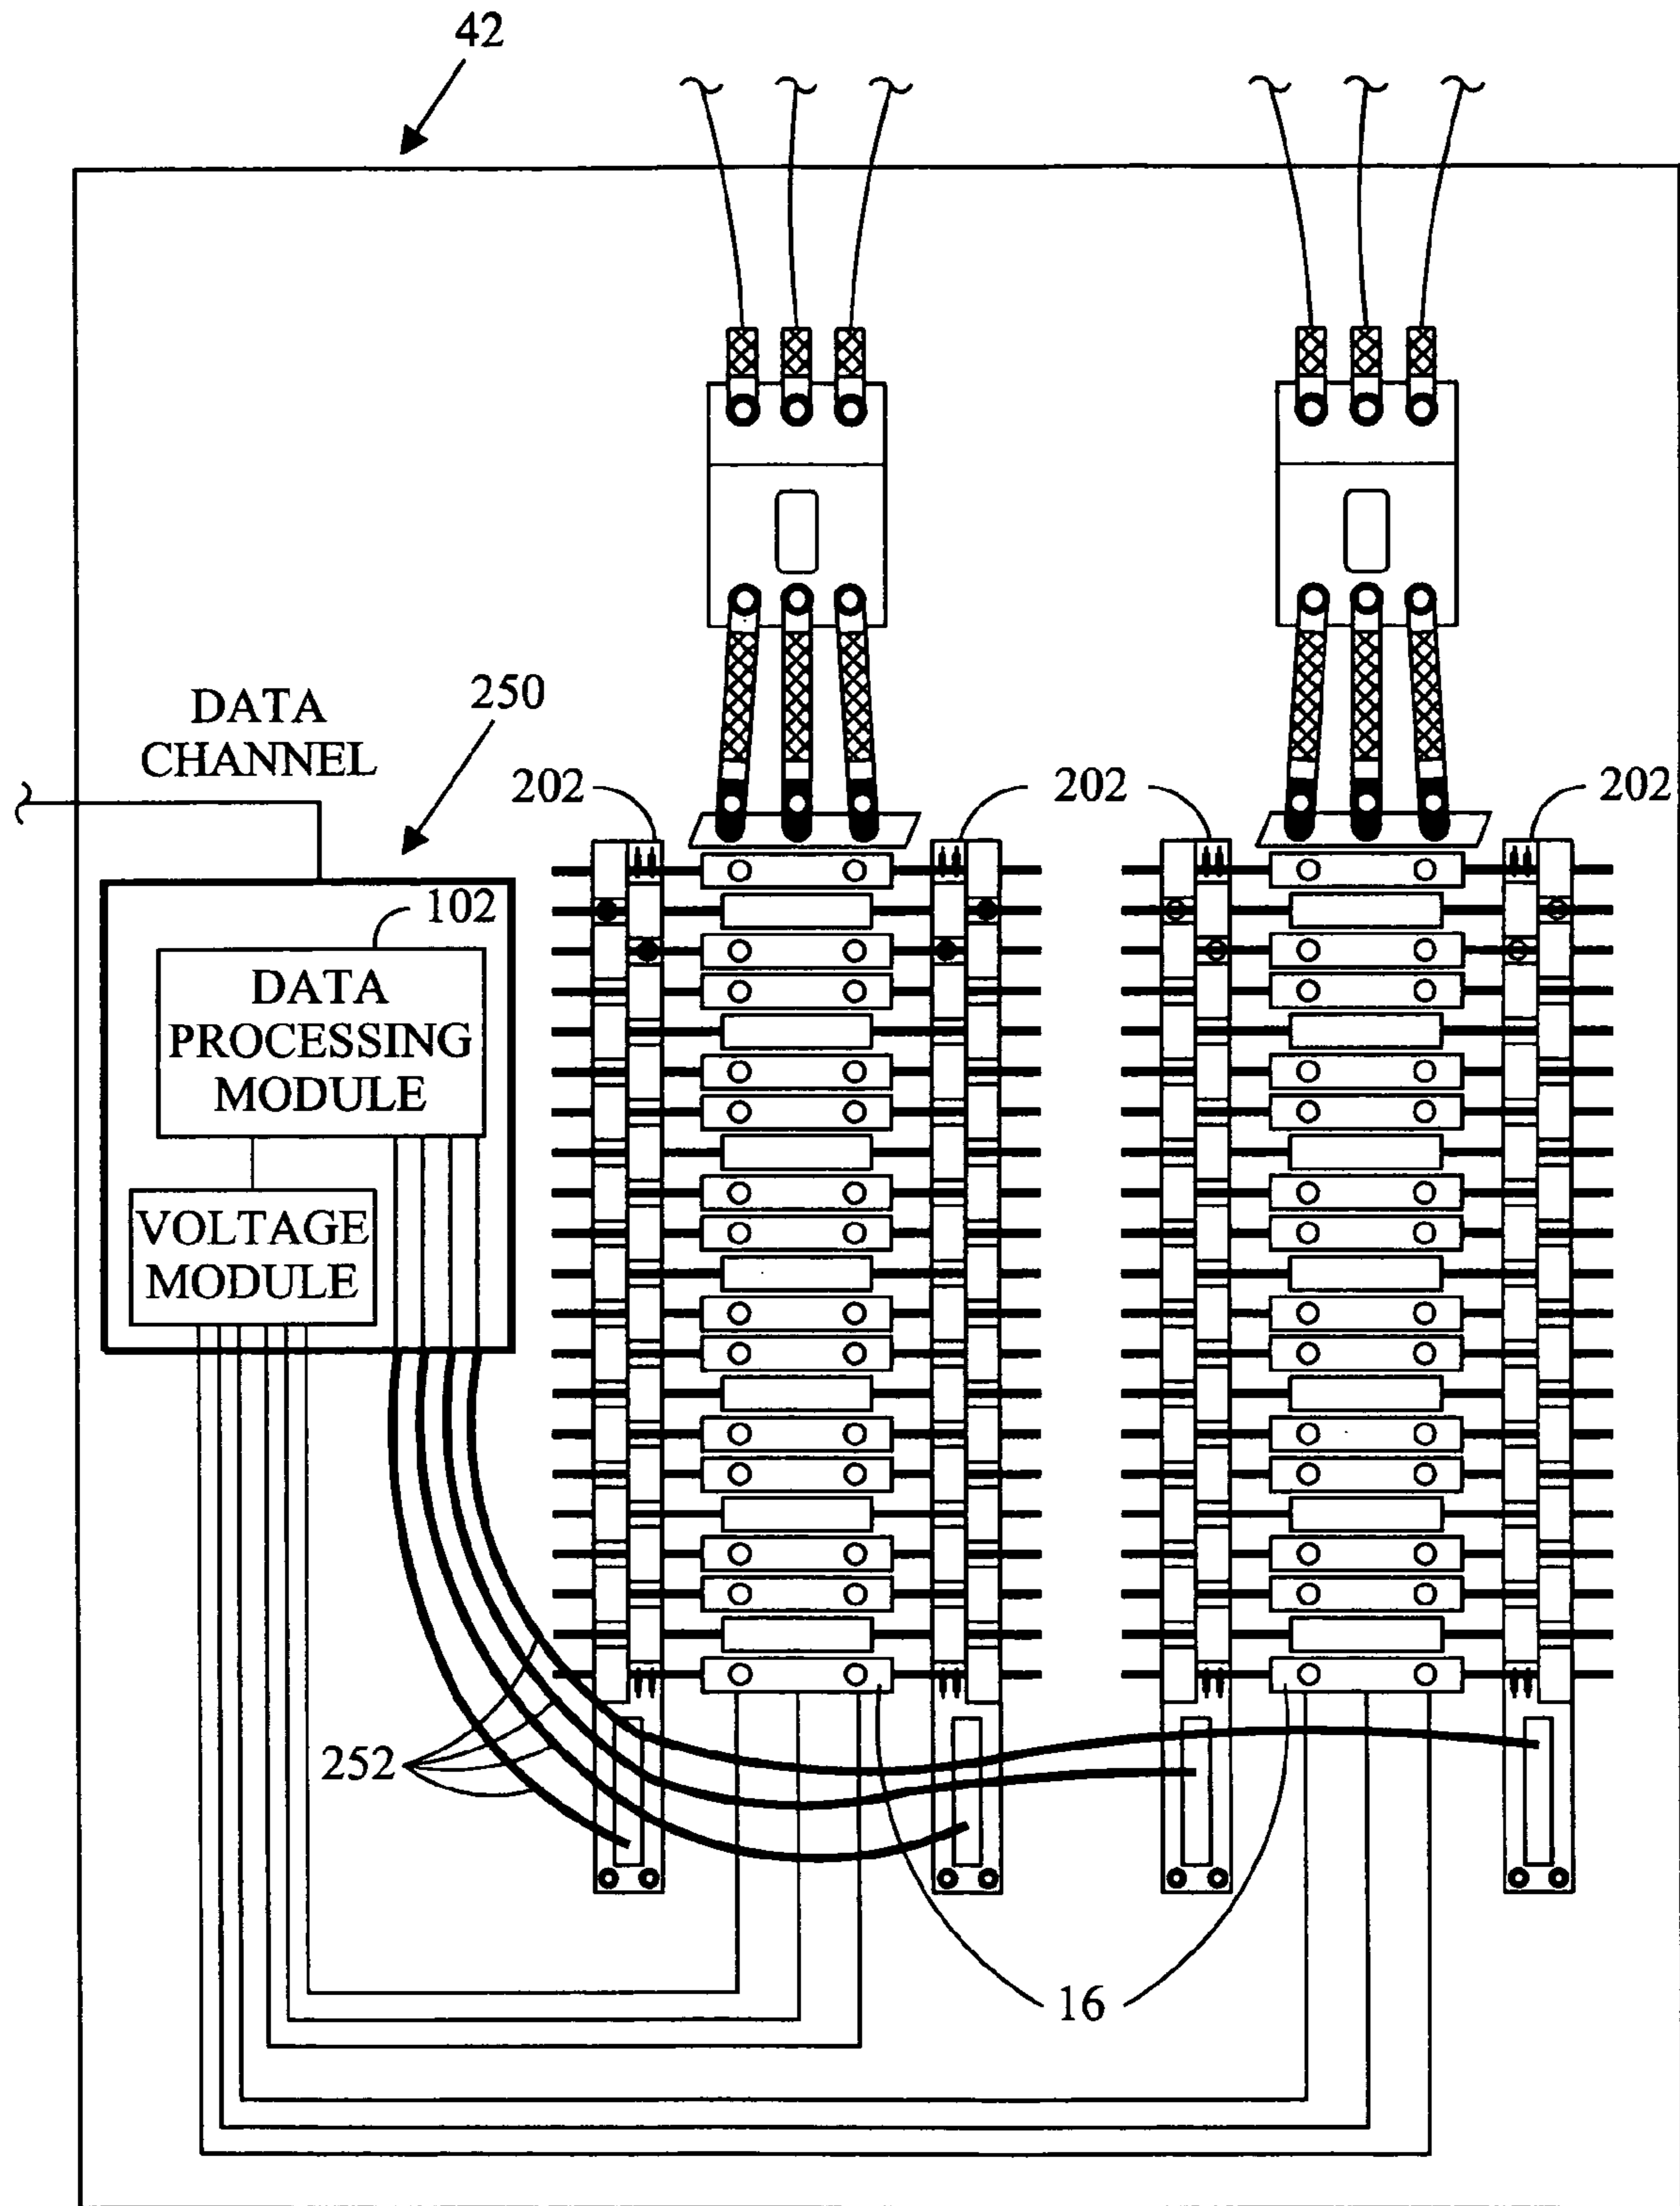 42
DATA
CHANNEL
250
202
202
202
102
DATA
PROCESSING
MODULE
VOLTAGE
MODULE
252
16